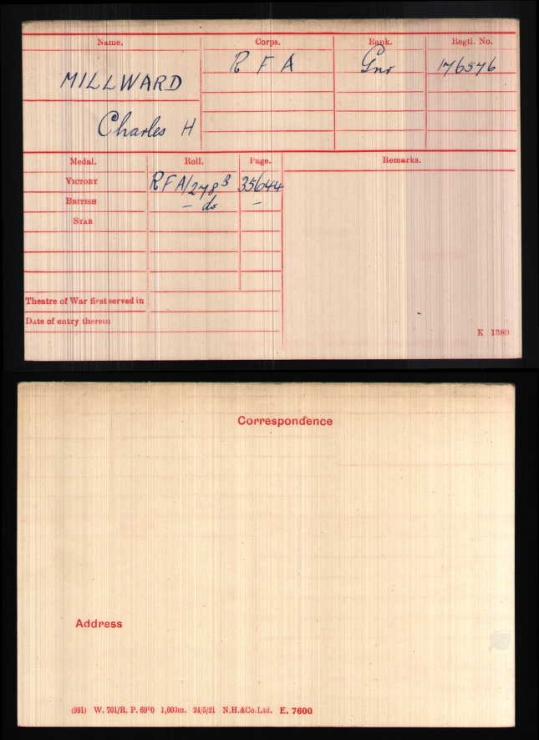 Name. Corps. Rank. Regtl. No.
MILLWARD R F A Gnr 176576
Charles H
Medal. Roll. Page. Remarks.
VICTORY RFA/278B 35644
BRITISH – do –
STAR
Theatre of War first served in
Date of entry therein
K 1380
Correspondence
Address
(981) W. 701/R. P. 6970 1,000m. 24/5/21 N.H.&Co.Ltd. E. 7600